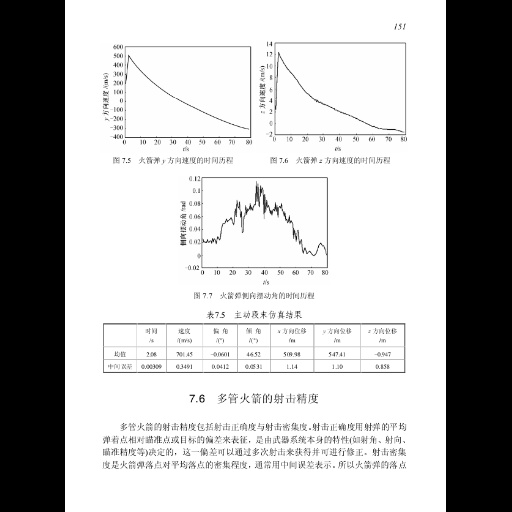 151
600
500
400
300
200
100
0
-100
-200
-300
-400
0 10 20 30 40 50 60 70 80
t/s
y方向速度/(m/s)
图 7.5 火箭弹 y 方向速度的时间历程
14
12
10
8
6
4
2
0
-2
0 10 20 30 40 50 60 70 80
t/s
z方向速度/(m/s)
图 7.6 火箭弹 z 方向速度的时间历程
0.12
0.1
0.08
0.06
0.04
0.02
0
-0.02
0 10 20 30 40 50 60 70 80
t/s
侧向摆动角/rad
图 7.7 火箭弹侧向摆动角的时间历程
表7.5 主动段末仿真结果
时间 速度 偏 角 倾 角 x 方向位移 y 方向位移 z 方向位移
/s /(m/s) /(°) /(°) /m /m /m
均值 2.08 701.45 -0.0601 46.52 509.98 547.41 -0.947
中间误差 0.00309 0.3491 0.0412 0.0531 1.14 1.10 0.858
7.6 多管火箭的射击精度
多管火箭的射击精度包括射击正确度与射击密集度。射击正确度用射弹的平均
弹着点相对瞄准点或目标的偏差来表征，是由武器系统本身的特性(如射角、射向、
瞄准精度等)决定的，这一偏差可以通过多次射击来获得并可进行修正。射击密集
度是火箭弹落点对平均落点的密集程度，通常用中间误差表示。所以火箭弹的落点